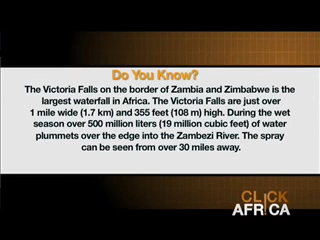 Do You Know?
The Victoria Falls on the border of Zambia and Zimbabwe is the
largest waterfall in Africa. The Victoria Falls are just over
1 mile wide (1.7 km) and 355 feet (108 m) high. During the wet
season over 500 million liters (19 million cubic feet) of water
plummets over the edge into the Zambezi River. The spray
can be seen from over 30 miles away.
CLICK
AFRICA